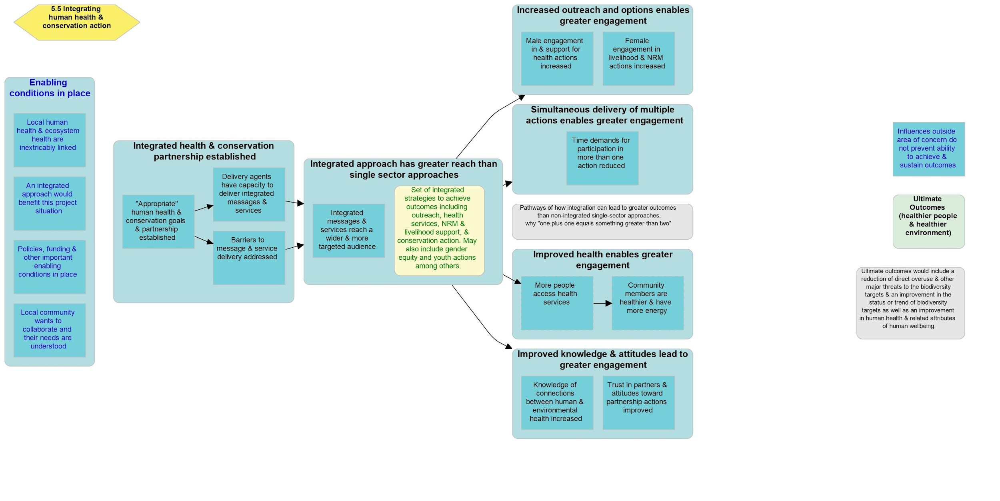 5.5 Integrating
human health &
conservation action
Enabling
conditions in place
Local human
health & ecosystem
health are
inextricably linked
An integrated
approach would
benefit this project
situation
Policies, funding &
other important
enabling
conditions in place
Local community
wants to
collaborate and
their needs are
understood
Integrated health & conservation
partnership established
"Appropriate"
human health &
conservation goals
& partnership
established
Delivery agents
have capacity to
deliver integrated
messages &
services
Barriers to
message & service
delivery addressed
Integrated approach has greater reach than
single sector approaches
Integrated
messages &
services reach a
wider & more
targeted audience
Set of integrated
strategies to achieve
outcomes including
outreach, health
services, NRM &
livelihood support, &
conservation action. May
also include gender
equity and youth actions
among others.
Increased outreach and options enables
greater engagement
Male engagement
in & support for
health actions
increased
Female
engagement in
livelihood & NRM
actions increased
Simultaneous delivery of multiple
actions enables greater engagement
Time demands for
participation in
more than one
action reduced
Pathways of how integration can lead to greater outcomes
than non-integrated single-sector approaches.
why "one plus one equals something greater than two"
Improved health enables greater
engagement
More people
access health
services
Community
members are
healthier & have
more energy
Improved knowledge & attitudes lead to
greater engagement
Knowledge of
connections
between human &
environmental
health increased
Trust in partners &
attitudes toward
partnership actions
improved
Influences outside
area of concern do
not prevent ability
to achieve &
sustain outcomes
Ultimate
Outcomes
(healthier people
& healthier
environment)
Ultimate outcomes would include a
reduction of direct overuse & other
major threats to the biodiversity
targets & an improvement in the
status or trend of biodiversity
targets as well as an improvement
in human health & related attributes
of human wellbeing.